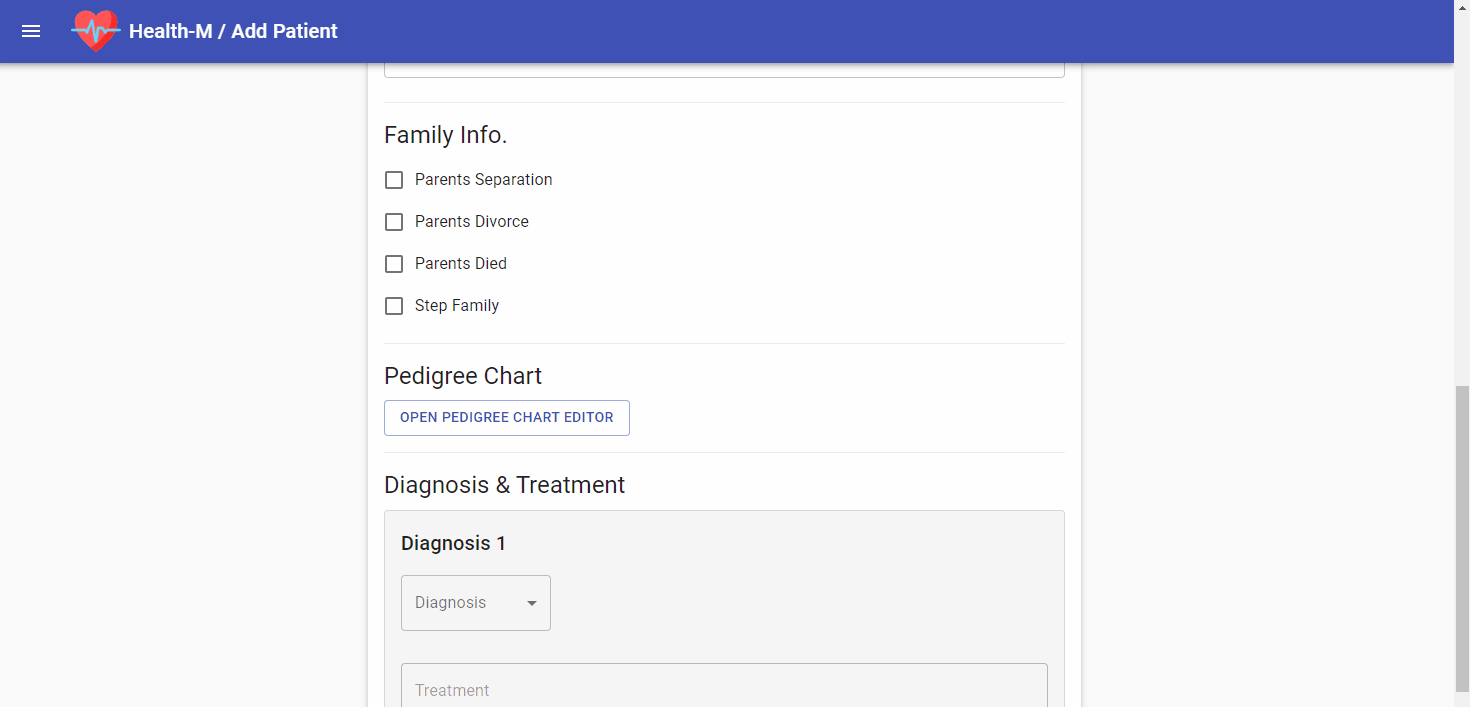 Health-M / Add Patient
Family Info.
Parents Separation
Parents Divorce
Parents Died
Step Family
Pedigree Chart
OPEN PEDIGREE CHART EDITOR
Diagnosis & Treatment
Diagnosis 1
Diagnosis
Treatment